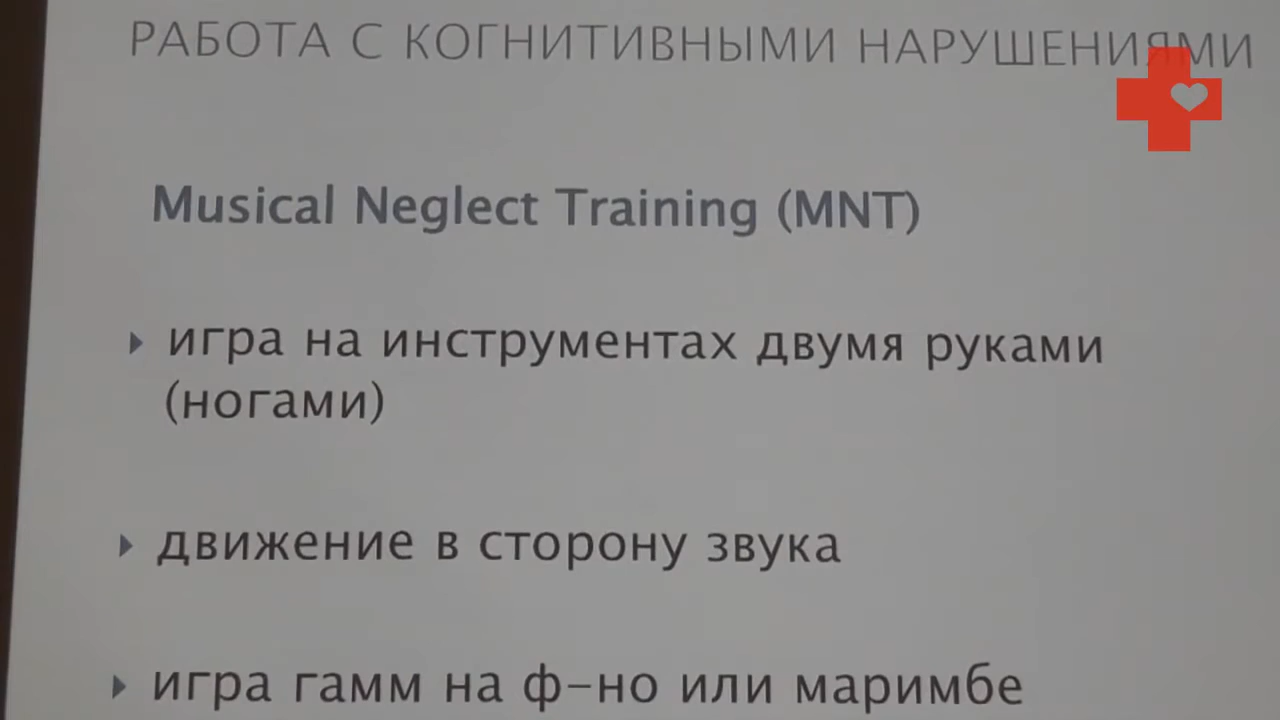 РАБОТА С КОГНИТИВНЫМИ НАРУШЕНИЯМИ
Musical Neglect Training (MNT)
игра на инструментах двумя руками
(ногами)
движение в сторону звука
игра гамм на ф-но или маримбе